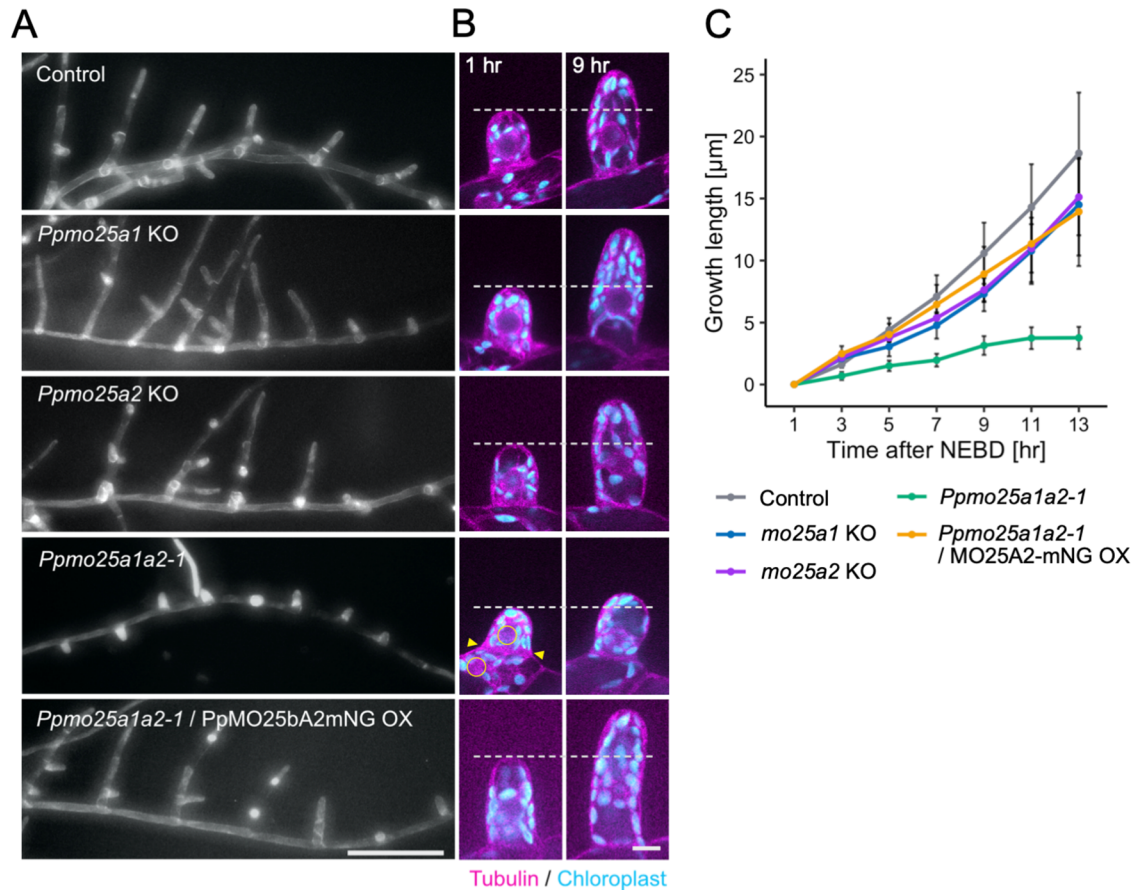 A
B
C
Control
Ppmo25a1 KO
Ppmo25a2 KO
Ppmo25a1a2-1
Ppmo25a1a2-1 / PpMO25bA2mNG OX
1 hr
9 hr
Tubulin / Chloroplast
Growth length [μm]
25
20
15
10
5
0
1 3 5 7 9 11 13
Time after NEBD [hr]
Control
mo25a1 KO
mo25a2 KO
Ppmo25a1a2-1
Ppmo25a1a2-1
/ MO25A2-mNG OX